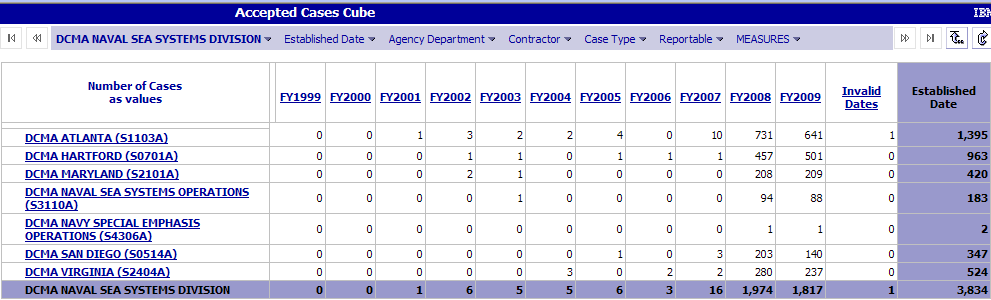 Accepted Cases Cube
IBM
DCMA NAVAL SEA SYSTEMS DIVISION Established Date Agency Department Contractor Case Type Reportable MEASURES
Number of Cases
as values
FY1999 FY2000 FY2001 FY2002 FY2003 FY2004 FY2005 FY2006 FY2007 FY2008 FY2009
Invalid
Dates
Established
Date
DCMA ATLANTA (S1103A) 0 0 1 3 2 2 4 0 10 731 641 1 1,395
DCMA HARTFORD (S0701A) 0 0 0 1 1 0 1 1 1 457 501 0 963
DCMA MARYLAND (S2101A) 0 0 0 2 1 0 0 0 0 208 209 0 420
DCMA NAVAL SEA SYSTEMS OPERATIONS
(S3110A) 0 0 0 0 1 0 0 0 0 94 88 0 183
DCMA NAVY SPECIAL EMPHASIS
OPERATIONS (S4306A) 0 0 0 0 0 0 0 0 0 1 1 0 2
DCMA SAN DIEGO (S0514A) 0 0 0 0 0 0 1 0 3 203 140 0 347
DCMA VIRGINIA (S2404A) 0 0 0 0 0 3 0 2 2 280 237 0 524
DCMA NAVAL SEA SYSTEMS DIVISION 0 0 1 6 5 5 6 3 16 1,974 1,817 1 3,834